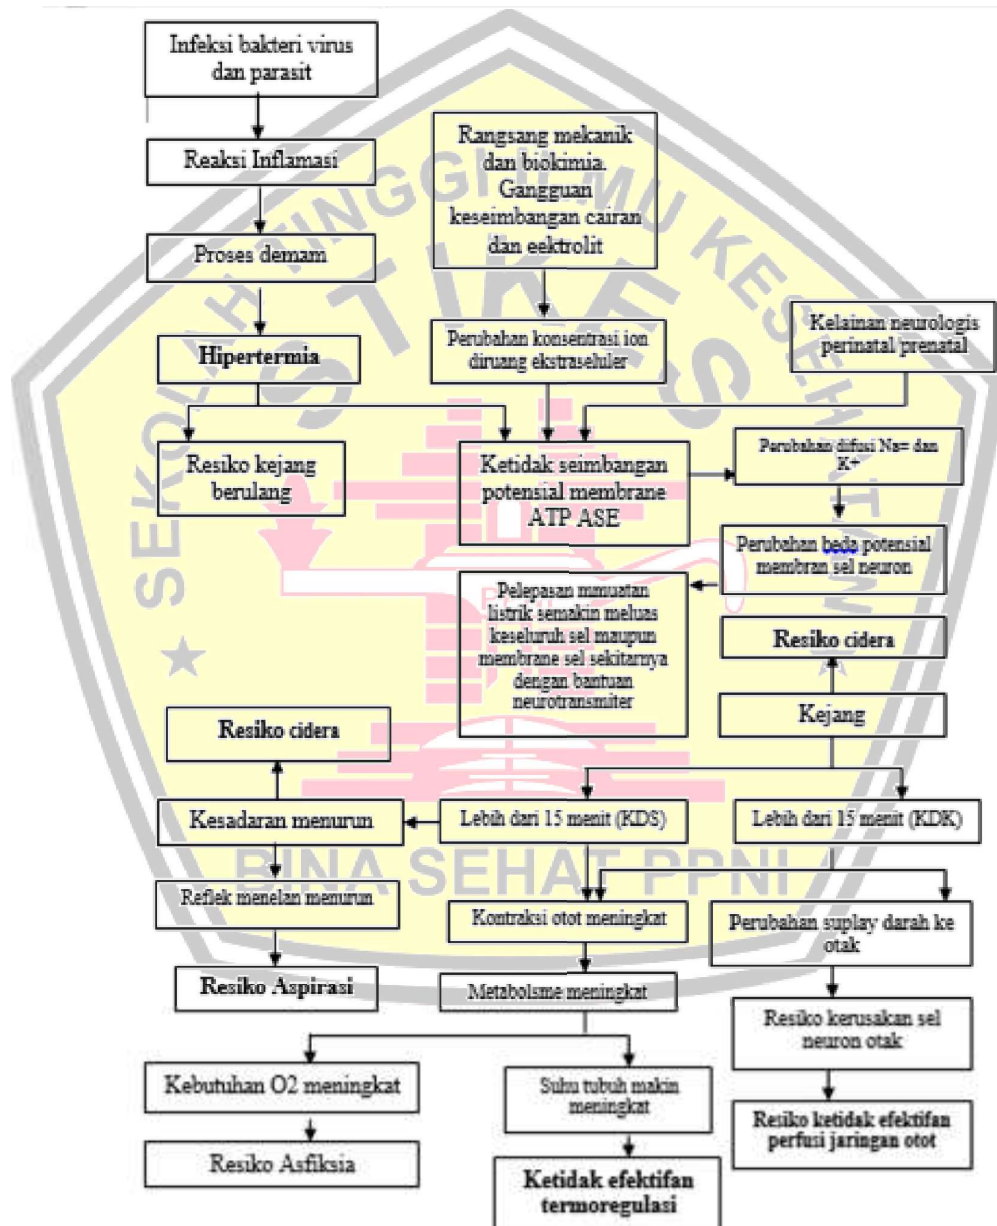 Infeksi bakteri virus
dan parasit
Reaksi Inflamasi
Proses demam
Hipertermia
Resiko kejang
berulang
Rangsang mekanik
dan biokimia.
Gangguan
keseimbangan cairan
dan eektrolit
Perubahan konsentrasi ion
diruang ekstraseluler
Kelainan neurologis
perinatal/prenatal
Ketidak seimbangan
potensial membrane
ATP ASE
Perubahan difusi Na= dan
K+
Perubahan beda potensial
membran sel neuron
Pelepasan mmuatan
listrik semakin meluas
keseluruh sel maupun
membrane sel sekitarnya
dengan bantuan
neurotransmiter
Resiko cidera
Kejang
Resiko cidera
Kesadaran menurun
Lebih dari 15 menit (KDS)
Lebih dari 15 menit (KDK)
Reflek menelan menurun
Kontraksi otot meningkat
Perubahan suplay darah ke
otak
Resiko Aspirasi
Metabolsme meningkat
Resiko kerusakan sel
neuron otak
Kebutuhan O2 meningkat
Suhu tubuh makin
meningkat
Resiko ketidak efektifan
perfusi jaringan otot
Resiko Asfiksia
Ketidak efektifan
termoregulasi
SEKOLAH TINGGI ILMU KESEHATAN
STIKES
BINA SEHAT PPNI